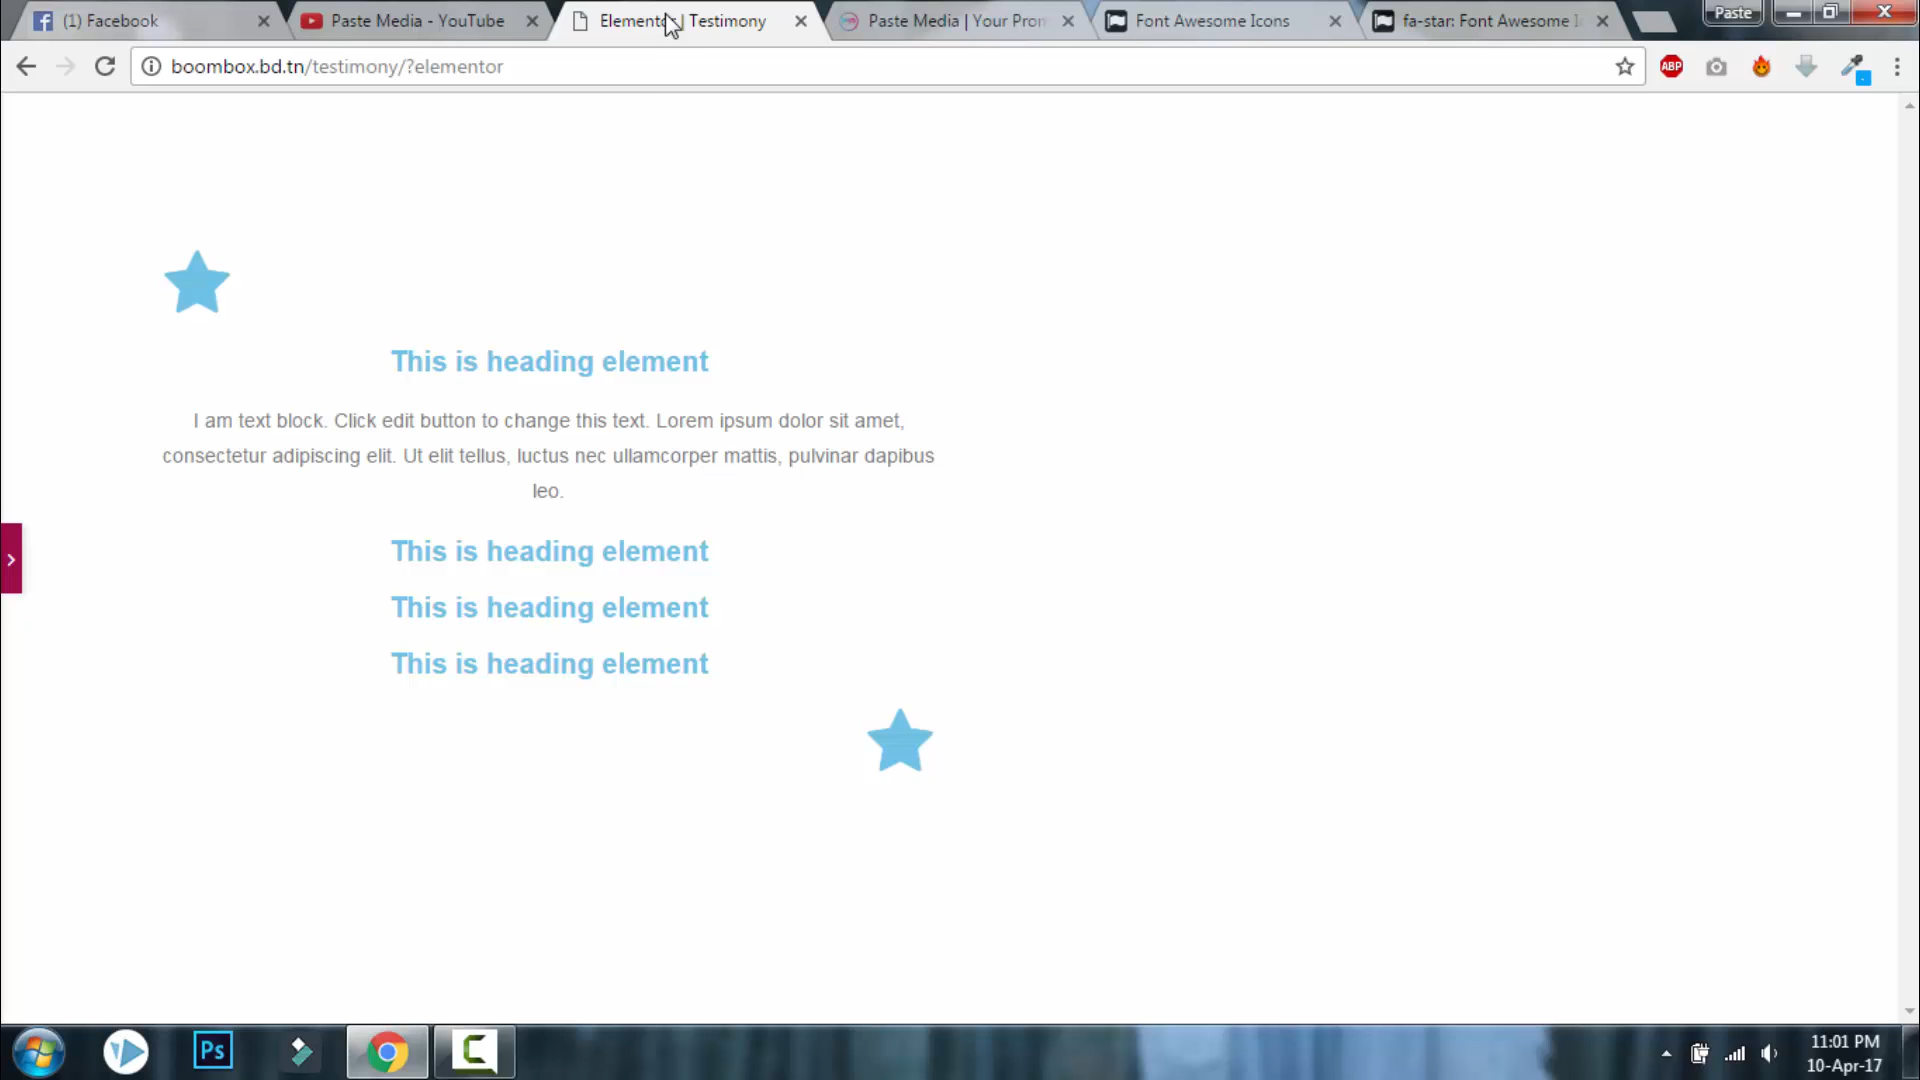 (1) Facebook
Paste Media - YouTube
Elementor | Testimony
Paste Media | Your Pron
Font Awesome Icons
fa-star: Font Awesome I
Paste
boombox.bd.tn/testimony/?elementor
ABP
This is heading element
I am text block. Click edit button to change this text. Lorem ipsum dolor sit amet,
consectetur adipiscing elit. Ut elit tellus, luctus nec ullamcorper mattis, pulvinar dapibus
leo.
This is heading element
This is heading element
This is heading element
Ps
11:01 PM
10-Apr-17